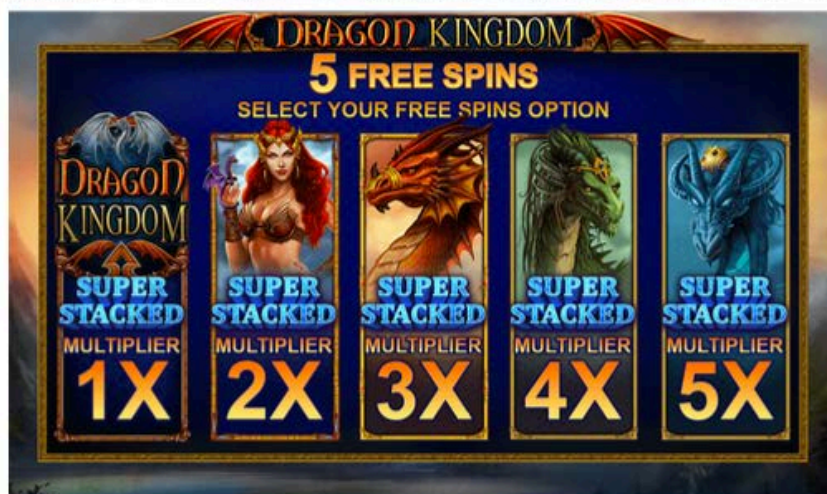 DRAGON KINGDOM
5 FREE SPINS
SELECT YOUR FREE SPINS OPTION
DRAGON
KINGDOM
SUPER
STACKED
MULTIPLIER
1X
SUPER
STACKED
MULTIPLIER
2X
SUPER
STACKED
MULTIPLIER
3X
SUPER
STACKED
MULTIPLIER
4X
SUPER
STACKED
MULTIPLIER
5X